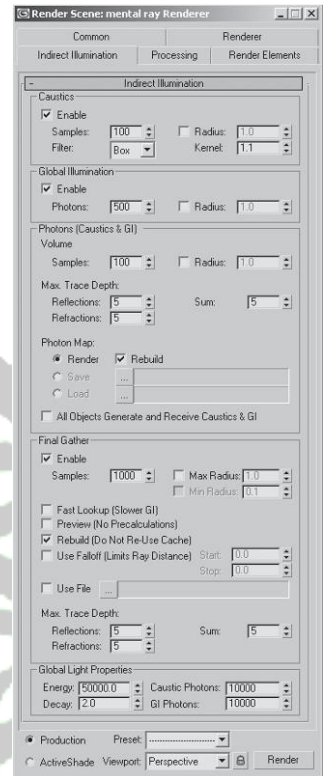 Render Scene: mental ray Renderer
Common Renderer
Indirect Illumination Processing Render Elements
- Indirect Illumination
Caustics
Enable
Samples: 100 Radius: 1.0
Filter: Box Kernel: 1.1
Global Illumination
Enable
Photons: 500 Radius: 1.0
Photons (Caustics & GI)
Volume
Samples: 100 Radius: 1.0
Max. Trace Depth:
Reflections: 5 Sum: 5
Refractions: 5
Photon Map:
Render Rebuild
Save ...
Load ...
All Objects Generate and Receive Caustics & GI
Final Gather
Enable
Samples: 1000 Max Radius: 1.0
Min Radius: 0.1
Fast Lookup (Slower GI)
Preview (No Precalculations)
Rebuild (Do Not Re-Use Cache)
Use Falloff (Limits Ray Distance) Start: 0.0
Stop: 0.0
Use File ...
Max. Trace Depth:
Reflections: 5 Sum: 5
Refractions: 5
Global Light Properties
Energy: 50000.0 Caustic Photons: 10000
Decay: 2.0 GI Photons: 10000
Production Preset: --------------------
ActiveShade Viewport: Perspective Render